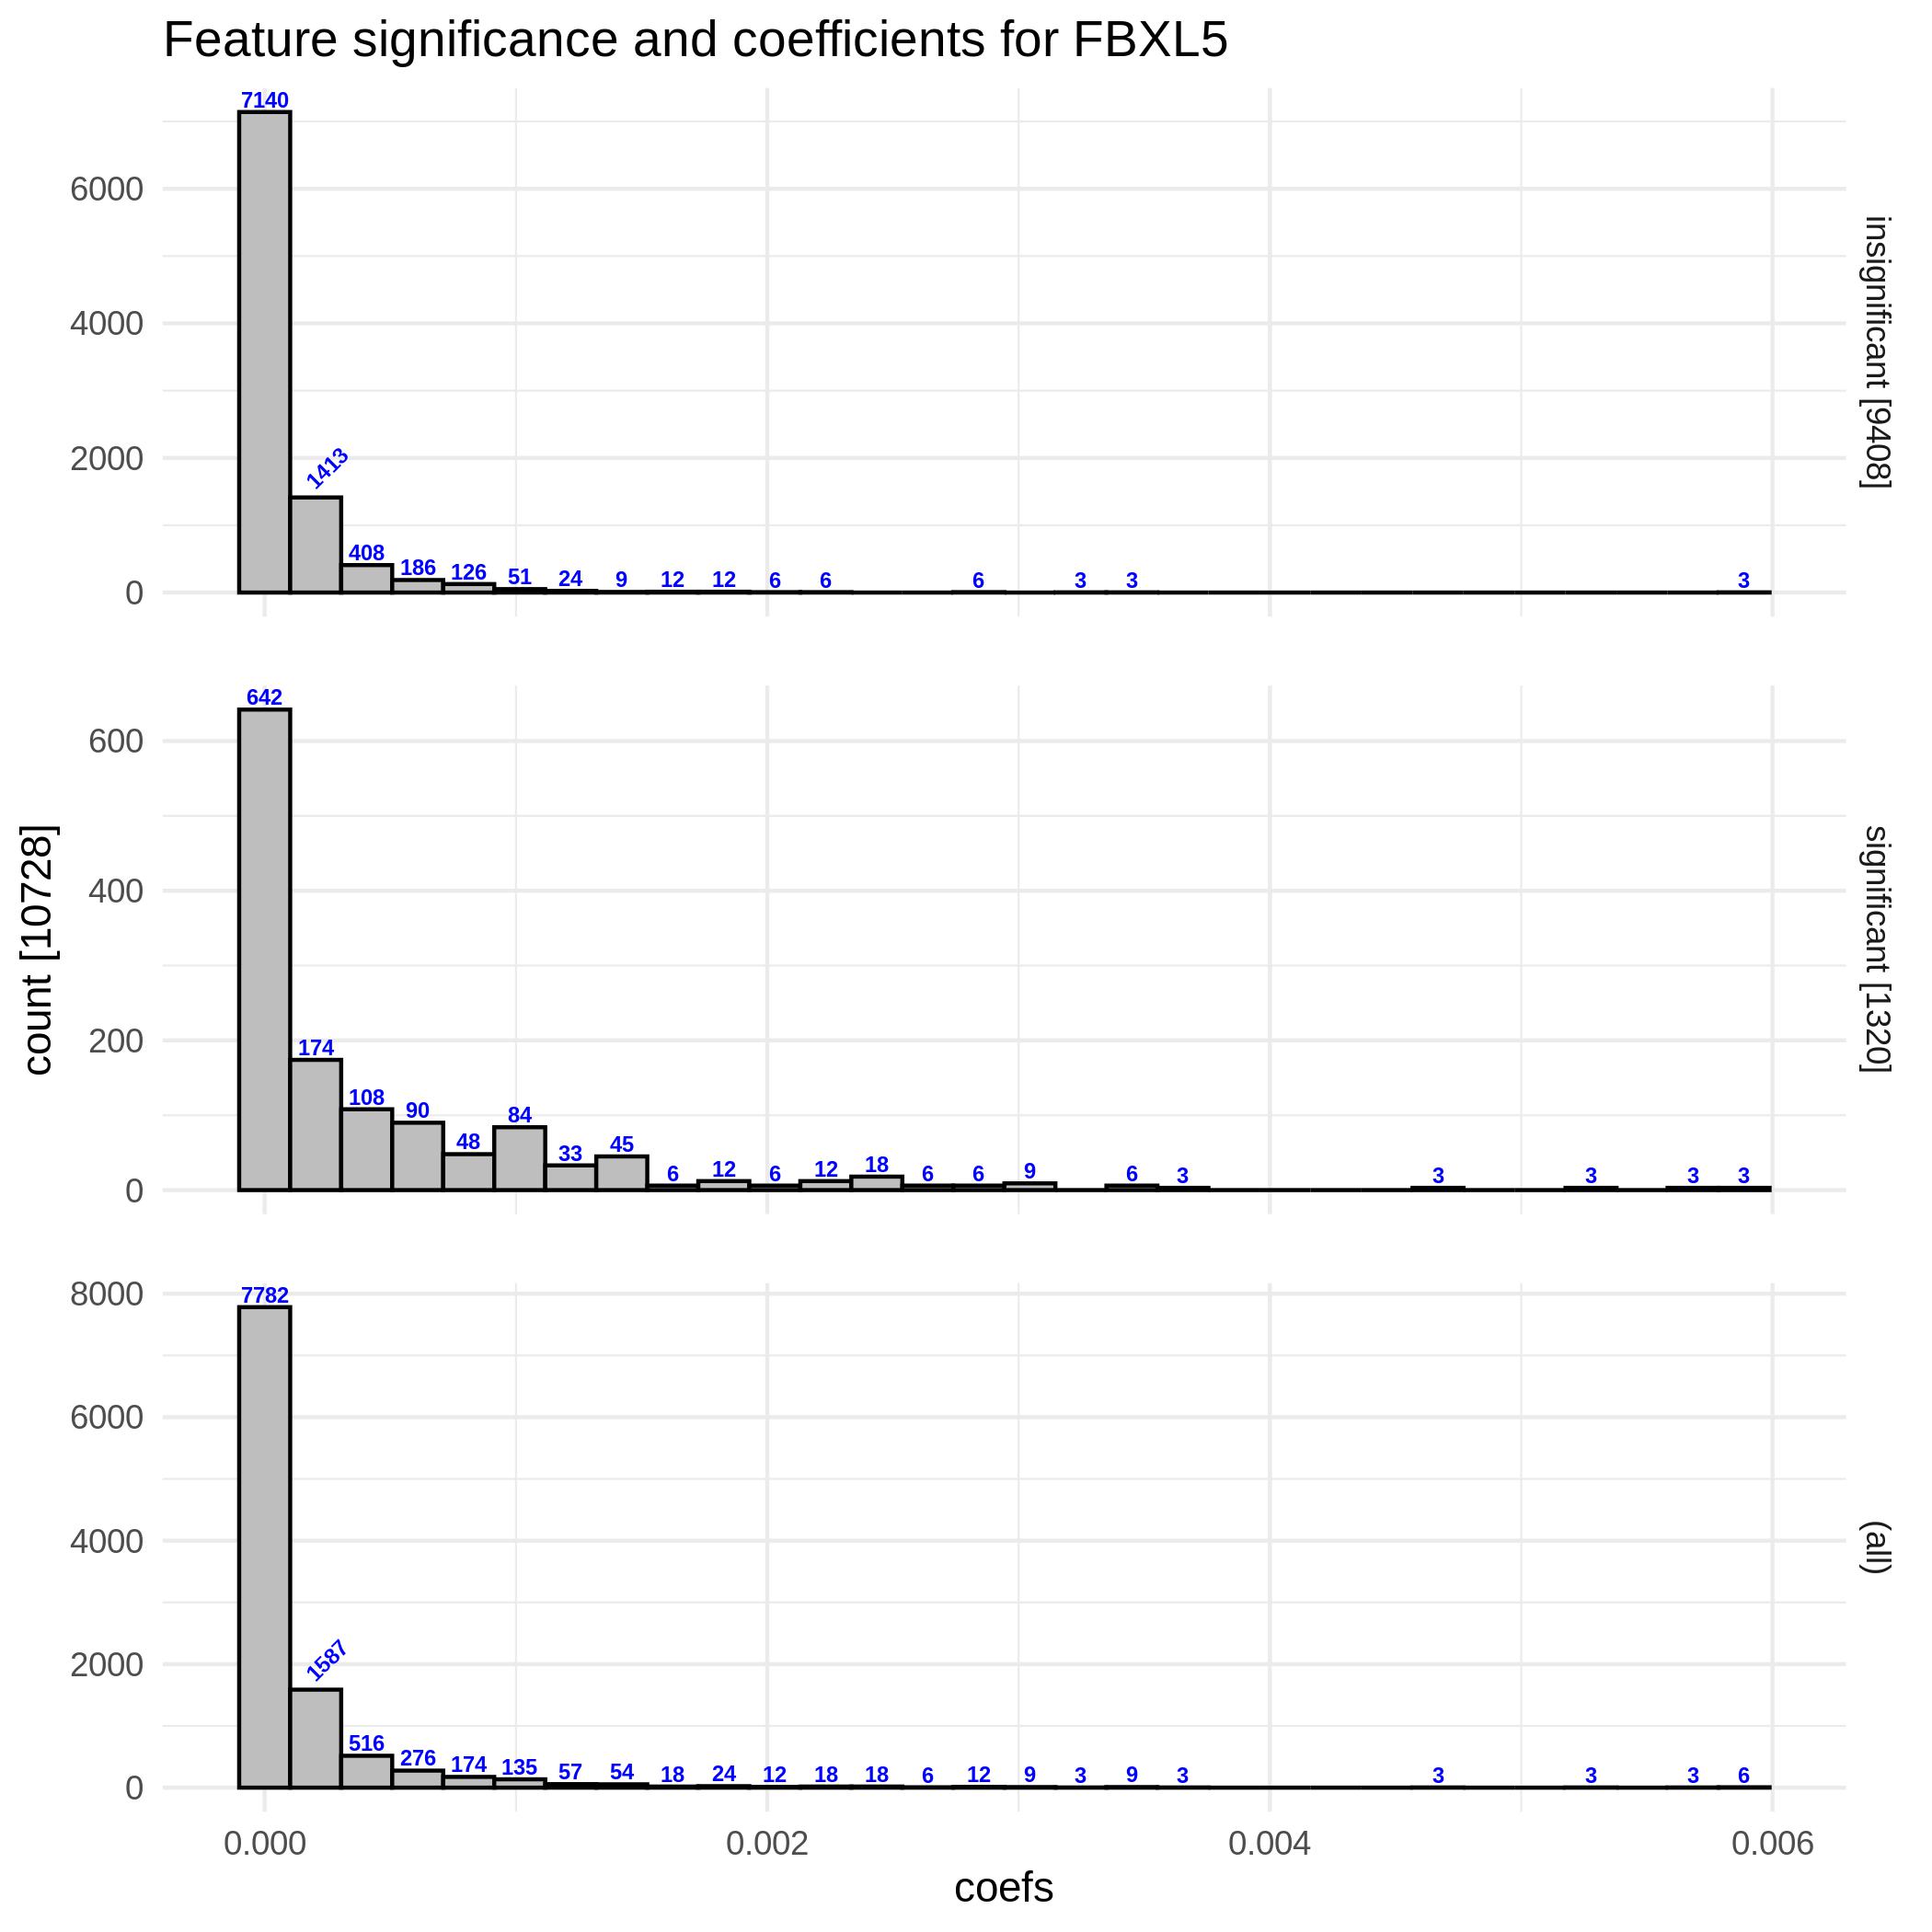 Feature significance and coefficients for FBXL5
7140
6000
4000
2000
0
1413
408 186 126 51 24 9 12 12 6 6 6 3 3 3
insignificant [9408]
642
600
400
200
0
174
108 90 48 84 33 45 6 12 6 12 18 6 6 9 6 3 3 3 3 3
significant [1320]
count [10728]
8000
7782
6000
4000
2000
0
1587
516 276 174 135 57 54 18 24 12 18 18 6 12 9 3 9 3 3 3 3 6
(all)
0.000 0.002 0.004 0.006
coefs